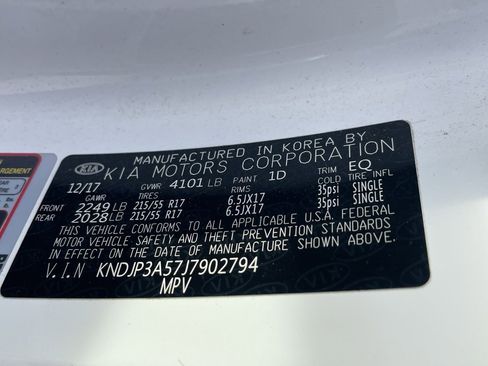 MANUFACTURED IN KOREA BY
KIA KIA MOTORS CORPORATION
12/17 GVWR 4101 LB PAINT 1D TRIM EQ
TIRES RIMS COLD TIRE INFL
FRONT 2249 LB 215/55 R17 6.5JX17 35psi SINGLE
REAR 2028 LB 215/55 R17 6.5JX17 35psi SINGLE
THIS VEHICLE CONFORMS TO ALL APPLICABLE U.S.A. FEDERAL
MOTOR VEHICLE SAFETY AND THEFT PREVENTION STANDARDS
IN EFFECT ON THE DATE OF MANUFACTURE SHOWN ABOVE.
V.I.N KNDJP3A57J7902794
MPV